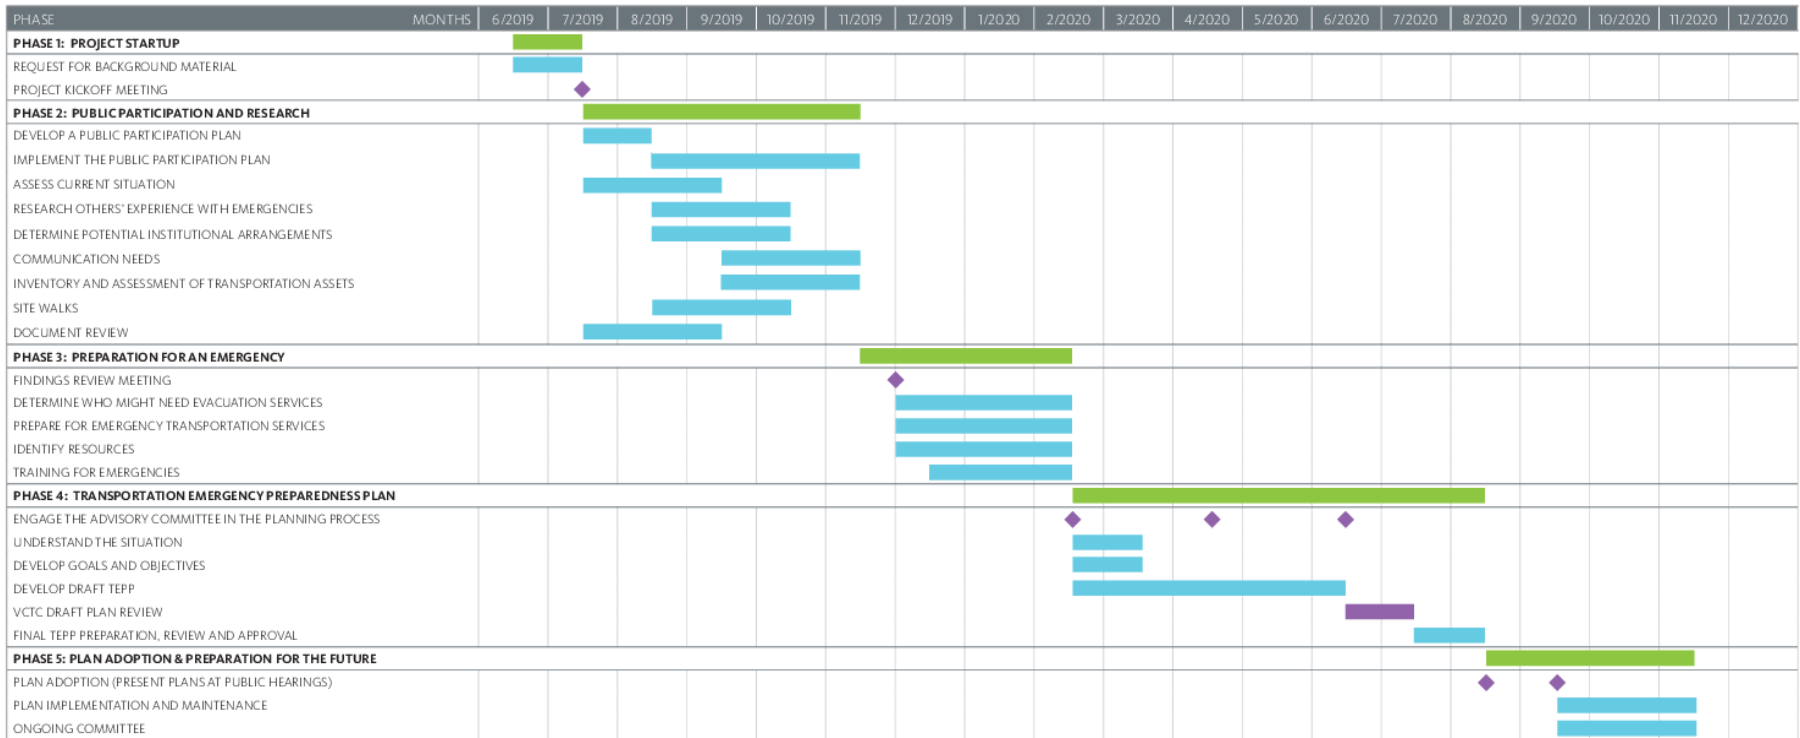 PHASE MONTHS 6/2019 7/2019 8/2019 9/2019 10/2019 11/2019 12/2019 1/2020 2/2020 3/2020 4/2020 5/2020 6/2020 7/2020 8/2020 9/2020 10/2020 11/2020 12/2020
PHASE 1: PROJECT STARTUP
REQUEST FOR BACKGROUND MATERIAL
PROJECT KICKOFF MEETING
PHASE 2: PUBLIC PARTICIPATION AND RESEARCH
DEVELOP A PUBLIC PARTICIPATION PLAN
IMPLEMENT THE PUBLIC PARTICIPATION PLAN
ASSESS CURRENT SITUATION
RESEARCH OTHERS' EXPERIENCE WITH EMERGENCIES
DETERMINE POTENTIAL INSTITUTIONAL ARRANGEMENTS
COMMUNICATION NEEDS
INVENTORY AND ASSESSMENT OF TRANSPORTATION ASSETS
SITE WALKS
DOCUMENT REVIEW
PHASE 3: PREPARATION FOR AN EMERGENCY
FINDINGS REVIEW MEETING
DETERMINE WHO MIGHT NEED EVACUATION SERVICES
PREPARE FOR EMERGENCY TRANSPORTATION SERVICES
IDENTIFY RESOURCES
TRAINING FOR EMERGENCIES
PHASE 4: TRANSPORTATION EMERGENCY PREPAREDNESS PLAN
ENGAGE THE ADVISORY COMMITTEE IN THE PLANNING PROCESS
UNDERSTAND THE SITUATION
DEVELOP GOALS AND OBJECTIVES
DEVELOP DRAFT TEPP
VCTC DRAFT PLAN REVIEW
FINAL TEPP PREPARATION, REVIEW AND APPROVAL
PHASE 5: PLAN ADOPTION & PREPARATION FOR THE FUTURE
PLAN ADOPTION (PRESENT PLANS AT PUBLIC HEARINGS)
PLAN IMPLEMENTATION AND MAINTENANCE
ONGOING COMMITTEE